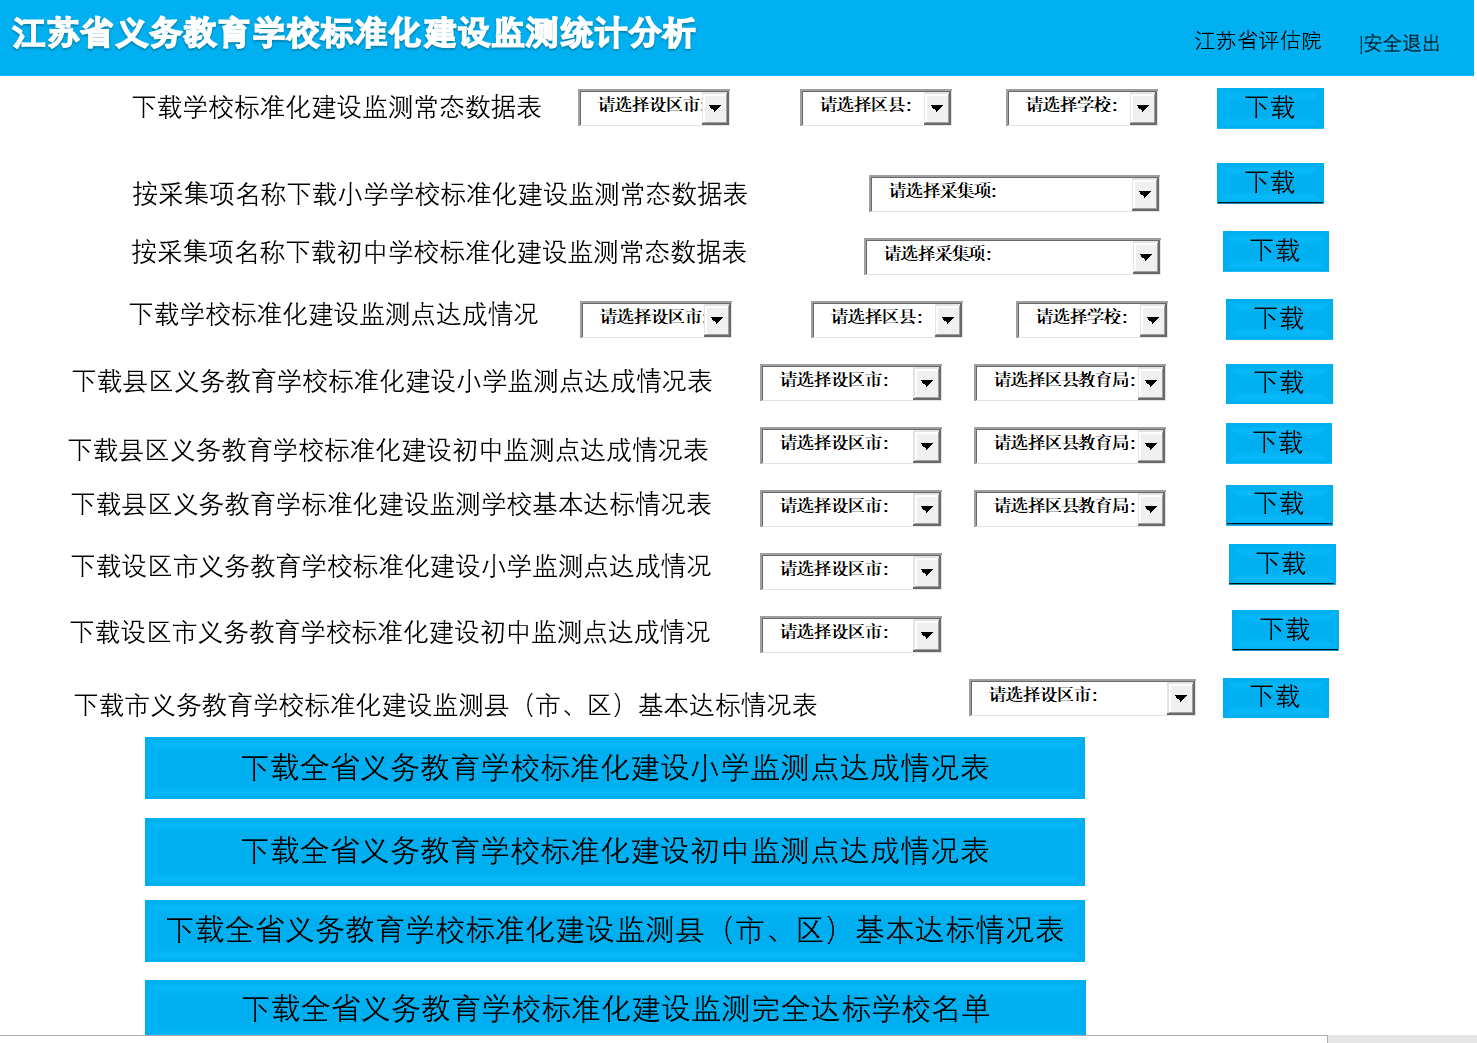 江苏省义务教育学校标准化建设监测统计分析
江苏省评估院 |安全退出
下载学校标准化建设监测常态数据表 请选择设区市: 请选择区县: 请选择学校: 下载
按采集项名称下载小学学校标准化建设监测常态数据表 请选择采集项: 下载
按采集项名称下载初中学校标准化建设监测常态数据表 请选择采集项: 下载
下载学校标准化建设监测点达成情况 请选择设区市: 请选择区县: 请选择学校: 下载
下载县区义务教育学校标准化建设小学监测点达成情况表 请选择设区市: 请选择区县教育局: 下载
下载县区义务教育学校标准化建设初中监测点达成情况表 请选择设区市: 请选择区县教育局: 下载
下载县区义务教育学标准化建设监测学校基本达标情况表 请选择设区市: 请选择区县教育局: 下载
下载设区市义务教育学校标准化建设小学监测点达成情况 请选择设区市: 下载
下载设区市义务教育学校标准化建设初中监测点达成情况 请选择设区市: 下载
下载市义务教育学校标准化建设监测县（市、区）基本达标情况表 请选择设区市: 下载
下载全省义务教育学校标准化建设小学监测点达成情况表
下载全省义务教育学校标准化建设初中监测点达成情况表
下载全省义务教育学校标准化建设监测县（市、区）基本达标情况表
下载全省义务教育学校标准化建设监测完全达标学校名单